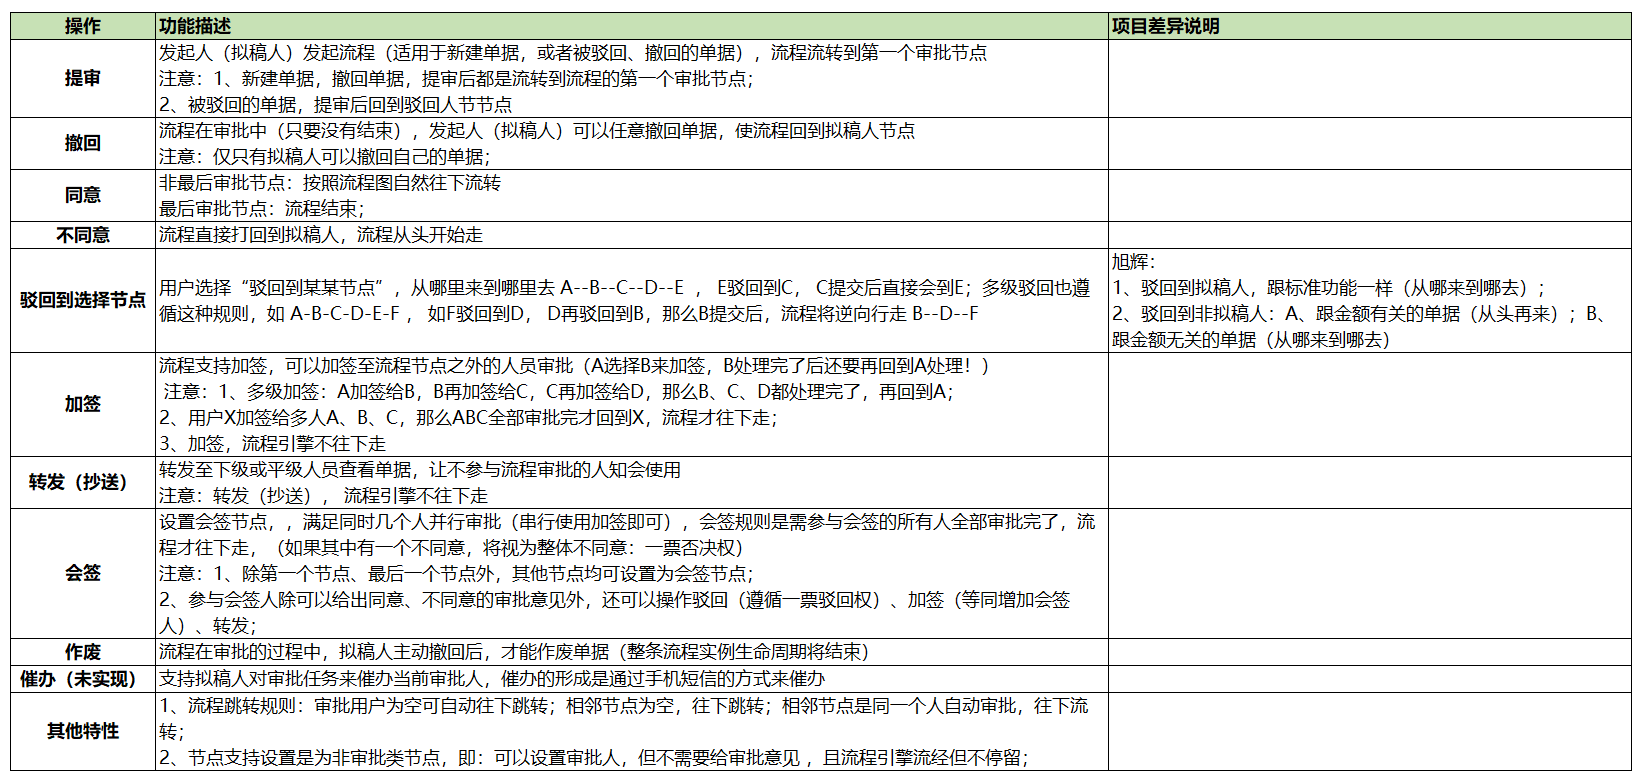 操作 功能描述 项目差异说明
提审
发起人（拟稿人）发起流程（适用于新建单据，或者被驳回、撤回的单据），流程流转到第一个审批节点
注意：1、新建单据，撤回单据，提审后都是流转到流程的第一个审批节点；
2、被驳回的单据，提审后回到驳回人节节点
撤回
流程在审批中（只要没有结束），发起人（拟稿人）可以任意撤回单据，使流程回到拟稿人节点
注意：仅只有拟稿人可以撤回自己的单据；
同意
非最后审批节点：按照流程图自然往下流转
最后审批节点：流程结束；
不同意
流程直接打回到拟稿人，流程从头开始走
驳回到选择节点
用户选择“驳回到某某节点”，从哪里来到哪里去 A--B--C--D--E ， E驳回到C， C提交后直接会到E；多级驳回也遵
循这种规则，如 A-B-C-D-E-F ， 如F驳回到D， D再驳回到B，那么B提交后，流程将逆向行走 B--D--F
旭辉：
1、驳回到拟稿人，跟标准功能一样（从哪来到哪去）；
2、驳回到非拟稿人：A、跟金额有关的单据（从头再来）；B、
跟金额无关的单据（从哪来到哪去）
加签
流程支持加签，可以加签至流程节点之外的人员审批（A选择B来加签，B处理完了后还要再回到A处理！）
注意：1、多级加签：A加签给B，B再加签给C，C再加签给D，那么B、C、D都处理完了，再回到A；
2、用户X加签给多人A、B、C，那么ABC全部审批完才回到X，流程才往下走；
3、加签，流程引擎不往下走
转发（抄送）
转发至下级或平级人员查看单据，让不参与流程审批的人知会使用
注意：转发（抄送）， 流程引擎不往下走
会签
设置会签节点，，满足同时几个人并行审批（串行使用加签即可），会签规则是需参与会签的所有人全部审批完了，流
程才往下走，（如果其中有一个不同意，将视为整体不同意：一票否决权）
注意：1、除第一个节点、最后一个节点外，其他节点均可设置为会签节点；
2、参与会签人除可以给出同意、不同意的审批意见外，还可以操作驳回（遵循一票驳回权）、加签（等同增加会签
人）、转发；
作废
流程在审批的过程中，拟稿人主动撤回后，才能作废单据（整条流程实例生命周期将结束）
催办（未实现）
支持拟稿人对审批任务来催办当前审批人，催办的形成是通过手机短信的方式来催办
其他特性
1、流程跳转规则：审批用户为空可自动往下跳转；相邻节点为空，往下跳转；相邻节点是同一个人自动审批，往下流
转；
2、节点支持设置是为非审批类节点，即：可以设置审批人，但不需要给审批意见 ，且流程引擎流经但不停留；